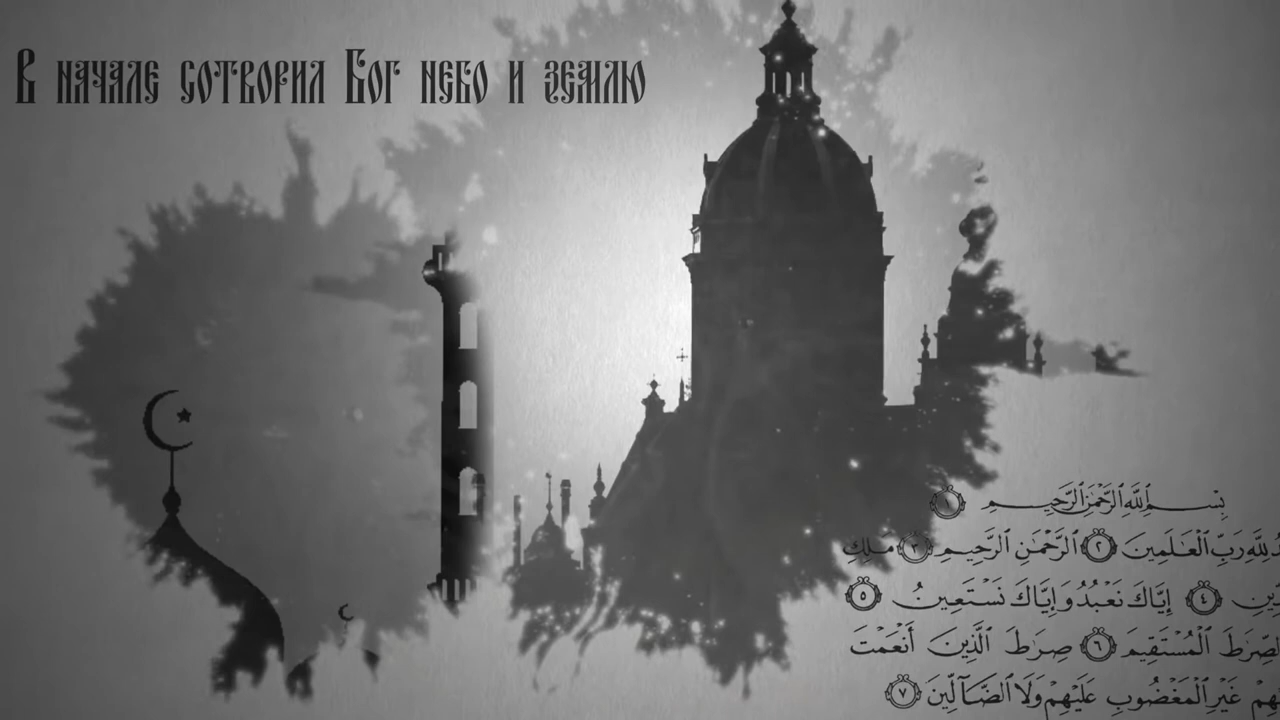 В начале сотворил Бог небо и землю
بِسْمِ ٱللَّهِ ٱلرَّحْمَٰنِ ٱلرَّحِيمِ ١
لِلَّهِ رَبِّ ٱلْعَٰلَمِينَ ٢ ٱلرَّحْمَٰنِ ٱلرَّحِيمِ ٣ مَٰلِكِ
٤ إِيَّاكَ نَعْبُدُ وَإِيَّاكَ نَسْتَعِينُ ٥
ٱلصِّرَٰطَ ٱلْمُسْتَقِيمَ ٦ صِرَٰطَ ٱلَّذِينَ أَنْعَمْتَ
غَيْرِ ٱلْمَغْضُوبِ عَلَيْهِمْ وَلَا ٱلضَّآلِّينَ ٧